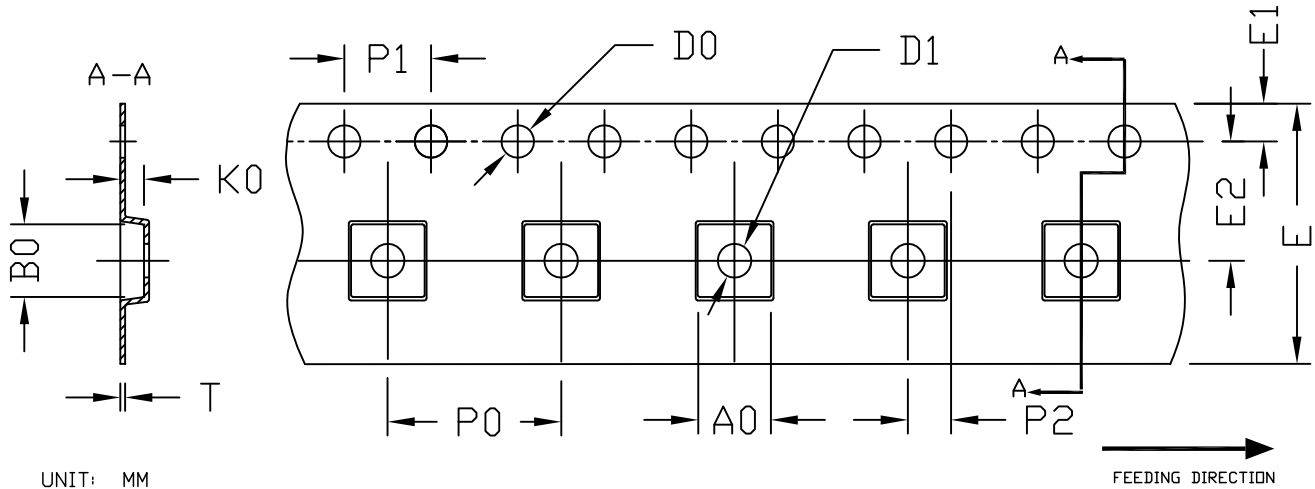 A-A
P1
D0
D1
A
E1
K0
B0
E2
E
T
P0
A0
A
P2
UNIT: MM
FEEDING DIRECTION